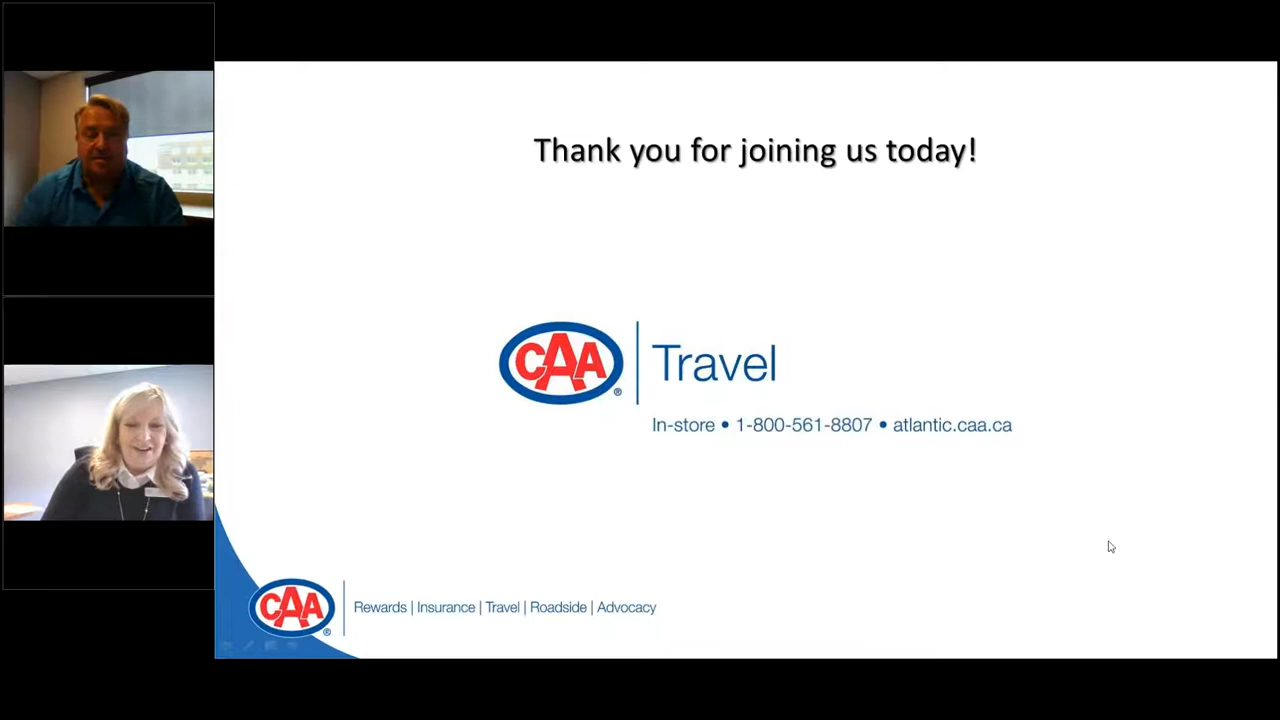 Thank you for joining us today!
CAA® Travel
In-store • 1-800-561-8807 • atlantic.caa.ca
CAA® Rewards | Insurance | Travel | Roadside | Advocacy